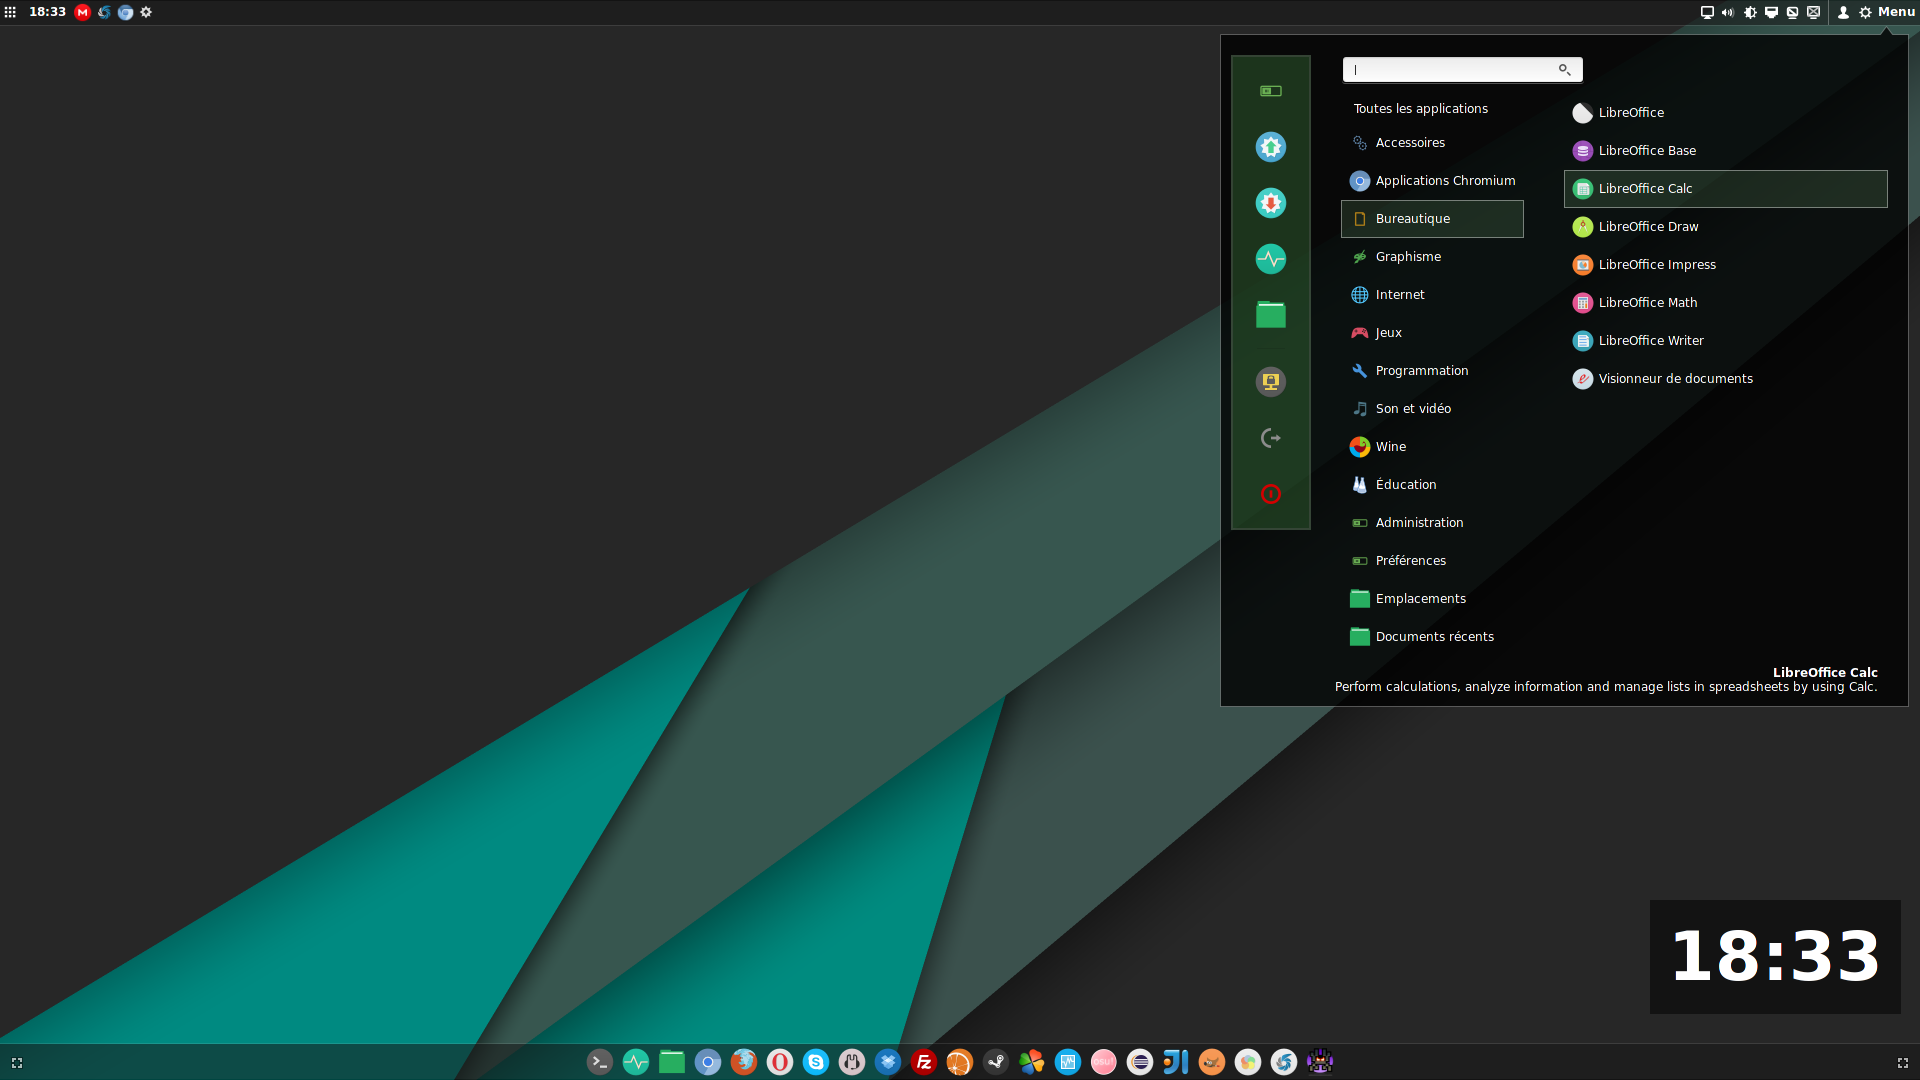 18:33
Menu
Toutes les applications
Accessoires
Applications Chromium
Bureautique
Graphisme
Internet
Jeux
Programmation
Son et vidéo
Wine
Éducation
Administration
Préférences
Emplacements
Documents récents
LibreOffice
LibreOffice Base
LibreOffice Calc
LibreOffice Draw
LibreOffice Impress
LibreOffice Math
LibreOffice Writer
Visionneur de documents
LibreOffice Calc
Perform calculations, analyze information and manage lists in spreadsheets by using Calc.
18:33
osu!